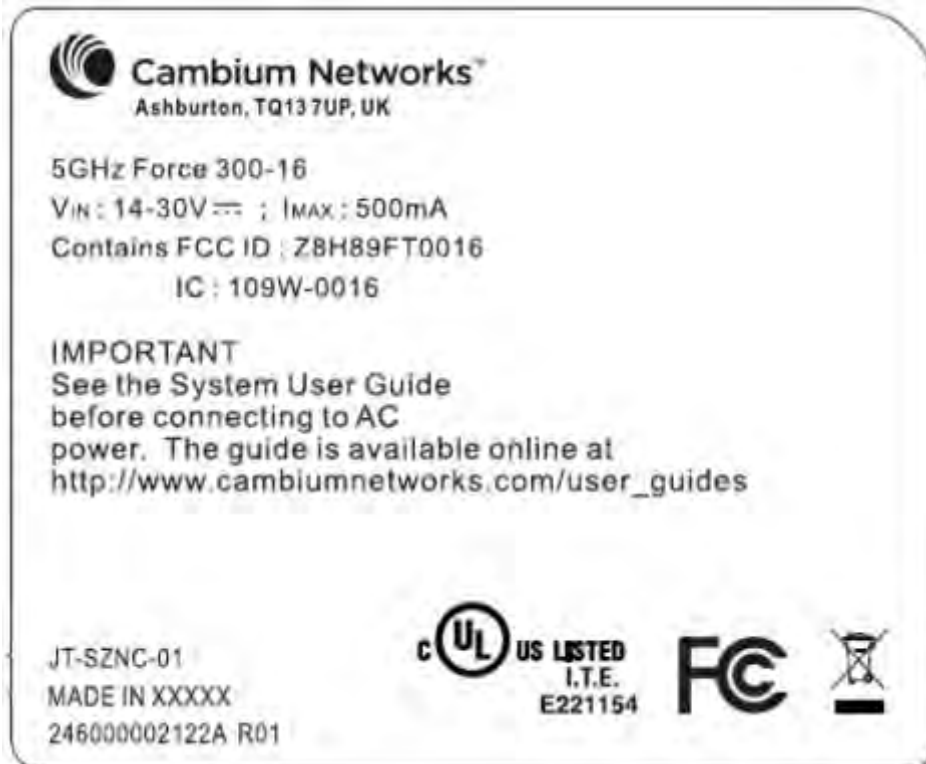 Cambium Networks™
Ashburton, TQ13 7UP, UK
5GHz Force 300-16
VIN : 14-30V⎓ ; IMAX : 500mA
Contains FCC ID : Z8H89FT0016
IC : 109W-0016
IMPORTANT
See the System User Guide
before connecting to AC
power. The guide is available online at
http://www.cambiumnetworks.com/user_guides
JT-SZNC-01
MADE IN XXXXX
246000002122A R01
C UL US LISTED
I.T.E.
E221154
FC